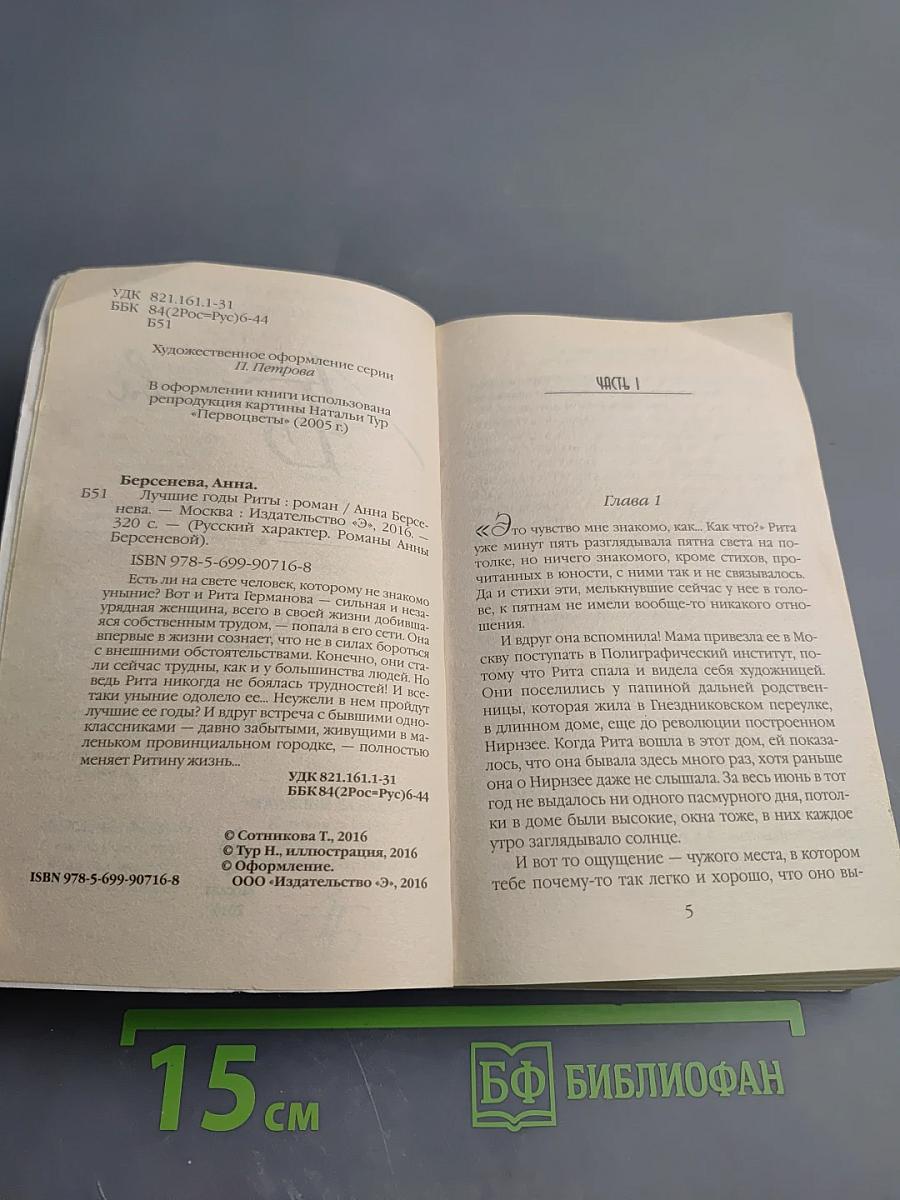 УДК 821.161.1-31
ББК 84(2Рос=Рус)6-44
Б51
Художественное оформление серии
П. Петрова
В оформлении книги использована
репродукция картины Натальи Тур
«Первоцветы» (2005 г.)
Берсенева, Анна.
Б51 Лучшие годы Риты : роман / Анна Берсе-
нева. — Москва : Издательство «Э», 2016. —
320 с. — (Русский характер. Романы Анны
Берсеневой).
ISBN 978-5-699-90716-8
Есть ли на свете человек, которому не знакомо
уныние? Вот и Рита Германова — сильная и неза-
урядная женщина, всего в своей жизни добивша-
яся собственным трудом, — попала в его сети. Она
впервые в жизни сознает, что не в силах бороться
с внешними обстоятельствами. Конечно, они ста-
ли сейчас трудны, как и у большинства людей. Но
ведь Рита никогда не боялась трудностей! И все-
таки уныние одолело ее... Неужели в нем пройдут
лучшие ее годы? И вдруг встреча с бывшими одно-
классниками — давно забытыми, живущими в ма-
леньком провинциальном городке, — полностью
меняет Ритину жизнь...
УДК 821.161.1-31
ББК 84(2Рос=Рус)6-44
© Сотникова Т., 2016
© Тур Н., иллюстрация, 2016
© Оформление.
ISBN 978-5-699-90716-8 ООО «Издательство «Э», 2016
ЧАСТЬ I
Глава 1
«Это чувство мне знакомо, как... Как что?» Рита
уже минут пять разглядывала пятна света на по-
толке, но ничего знакомого, кроме стихов, про-
читанных в юности, с ними так и не связывалось.
Да и стихи эти, мелькнувшие сейчас у нее в голо-
ве, к пятнам не имели вообще-то никакого отно-
шения.
И вдруг она вспомнила! Мама привезла ее в Мо-
скву поступать в Полиграфический институт, по-
тому что Рита спала и видела себя художницей.
Они поселились у папиной дальней родствен-
ницы, которая жила в Гнездниковском переулке,
в длинном доме, еще до революции построенном
Нирнзее. Когда Рита вошла в этот дом, ей показа-
лось, что она бывала здесь много раз, хотя раньше
она о Нирнзее даже не слышала. За весь июнь в тот
год не выдалось ни одного пасмурного дня, потол-
ки в доме были высокие, окна тоже, в них каждое
утро заглядывало солнце.
И вот то ощущение — чужого места, в котором
тебе почему-то так легко и хорошо, что оно вы-
5
15 см
БФ БИБЛИОФАН